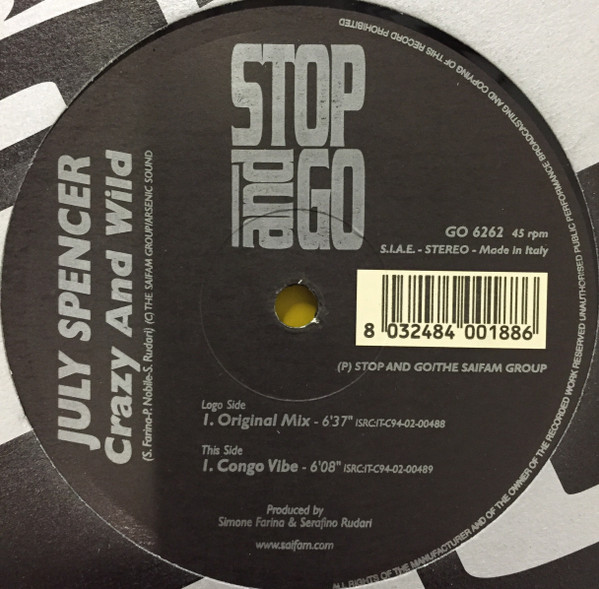 STOP
and GO
JULY SPENCER
Crazy And Wild
(S. Farina-P. Nobile-S. Rudari) (C) THE SAIFAM GROUP/ARSENIC SOUND
GO 6262 45 rpm
S.I.A.E. - STEREO - Made in Italy
8 032484 001886
(P) STOP AND GO/THE SAIFAM GROUP
Logo Side
1. Original Mix - 6'37" ISRC:IT-C94-02-00488
This Side
1. Congo Vibe - 6'08" ISRC:IT-C94-02-00489
Produced by
Simone Farina & Serafino Rudari
www.saifam.com
ALL RIGHTS OF THE MANUFACTURER AND OF THE OWNER OF THE RECORDED WORK RESERVED UNAUTHORISED PUBLIC PERFORMANCE BROADCASTING AND COPYING OF THIS RECORD PROHIBITED